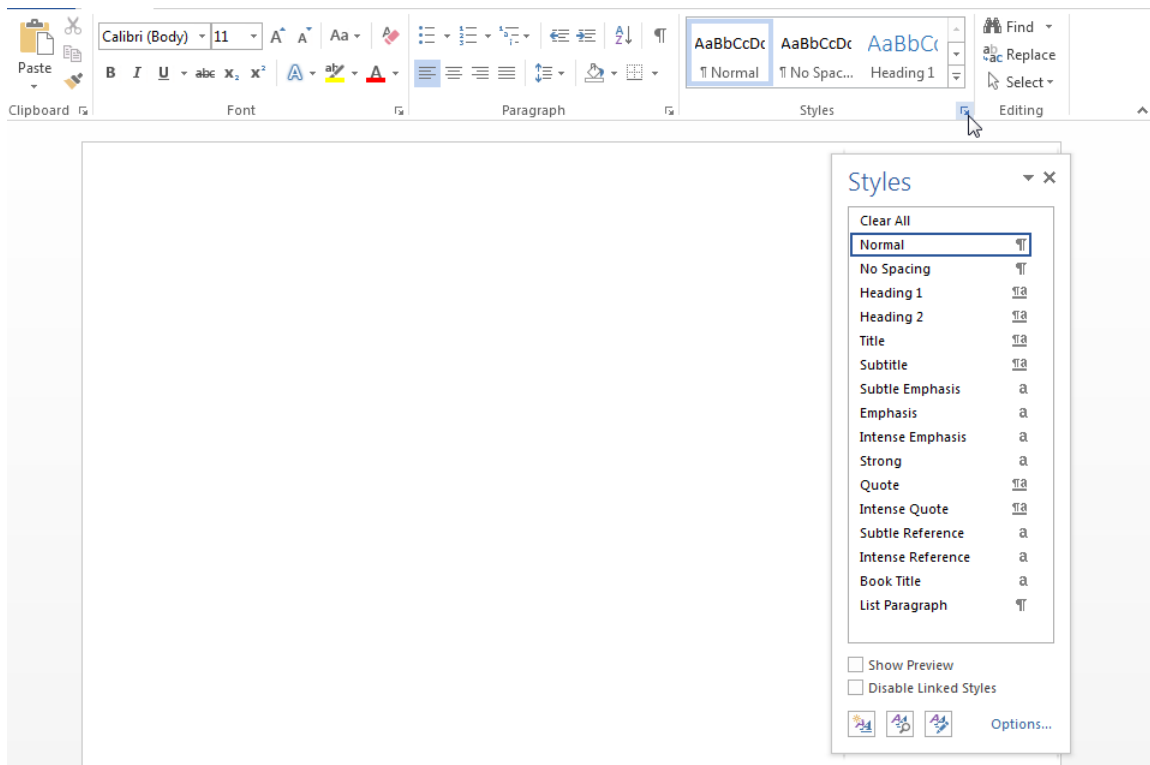 Calibri (Body) 11 A A Aa Find
Paste B I U abc X₂ X² A aby A AaBbCcDc AaBbCcDc AaBbCc Replace
¶ Normal ¶ No Spac... Heading 1 Select
Clipboard Font Paragraph Styles Editing
Styles
Clear All
Normal ¶
No Spacing ¶
Heading 1 ¶a
Heading 2 ¶a
Title ¶a
Subtitle ¶a
Subtle Emphasis a
Emphasis a
Intense Emphasis a
Strong a
Quote ¶a
Intense Quote ¶a
Subtle Reference a
Intense Reference a
Book Title a
List Paragraph ¶
Show Preview
Disable Linked Styles
Options...